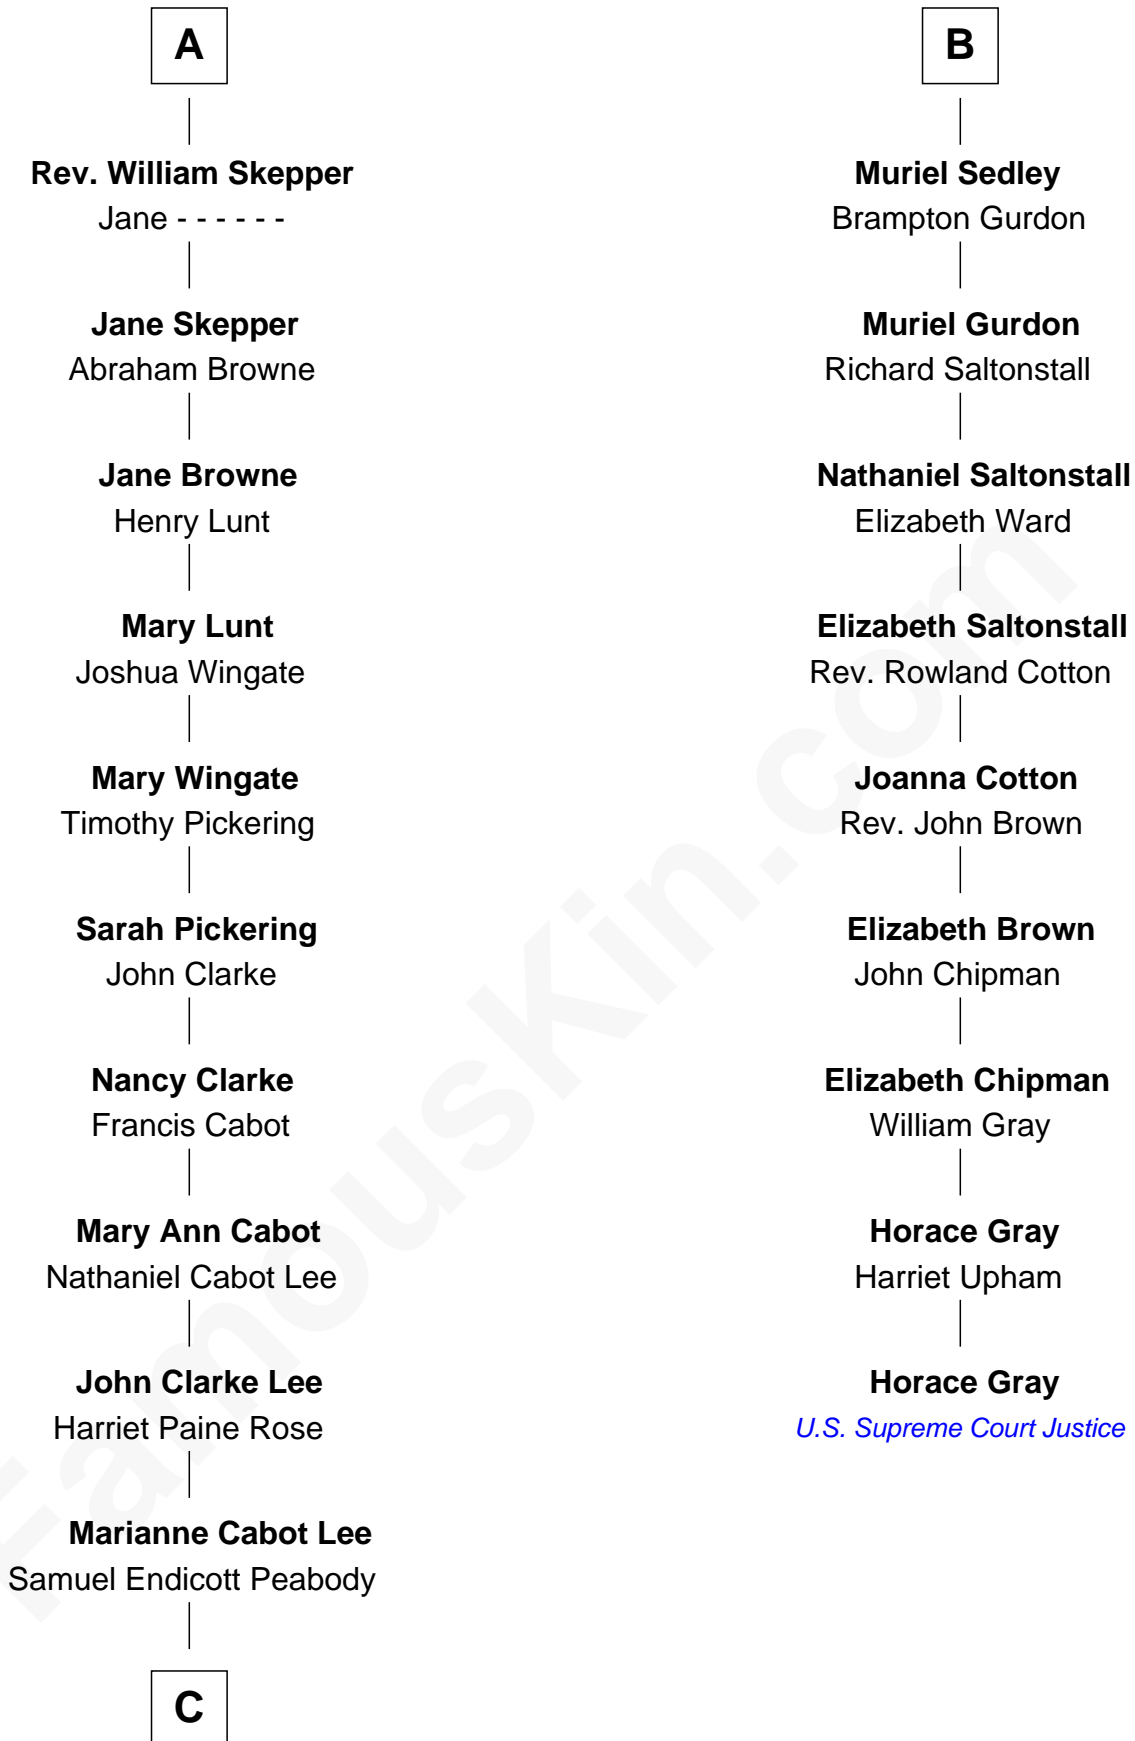 A
Rev. William Skepper
Jane - - - - - -
Jane Skepper
Abraham Browne
Jane Browne
Henry Lunt
Mary Lunt
Joshua Wingate
Mary Wingate
Timothy Pickering
Sarah Pickering
John Clarke
Nancy Clarke
Francis Cabot
Mary Ann Cabot
Nathaniel Cabot Lee
John Clarke Lee
Harriet Paine Rose
Marianne Cabot Lee
Samuel Endicott Peabody
C
B
Muriel Sedley
Brampton Gurdon
Muriel Gurdon
Richard Saltonstall
Nathaniel Saltonstall
Elizabeth Ward
Elizabeth Saltonstall
Rev. Rowland Cotton
Joanna Cotton
Rev. John Brown
Elizabeth Brown
John Chipman
Elizabeth Chipman
William Gray
Horace Gray
Harriet Upham
Horace Gray
U.S. Supreme Court Justice
FamousKin.com